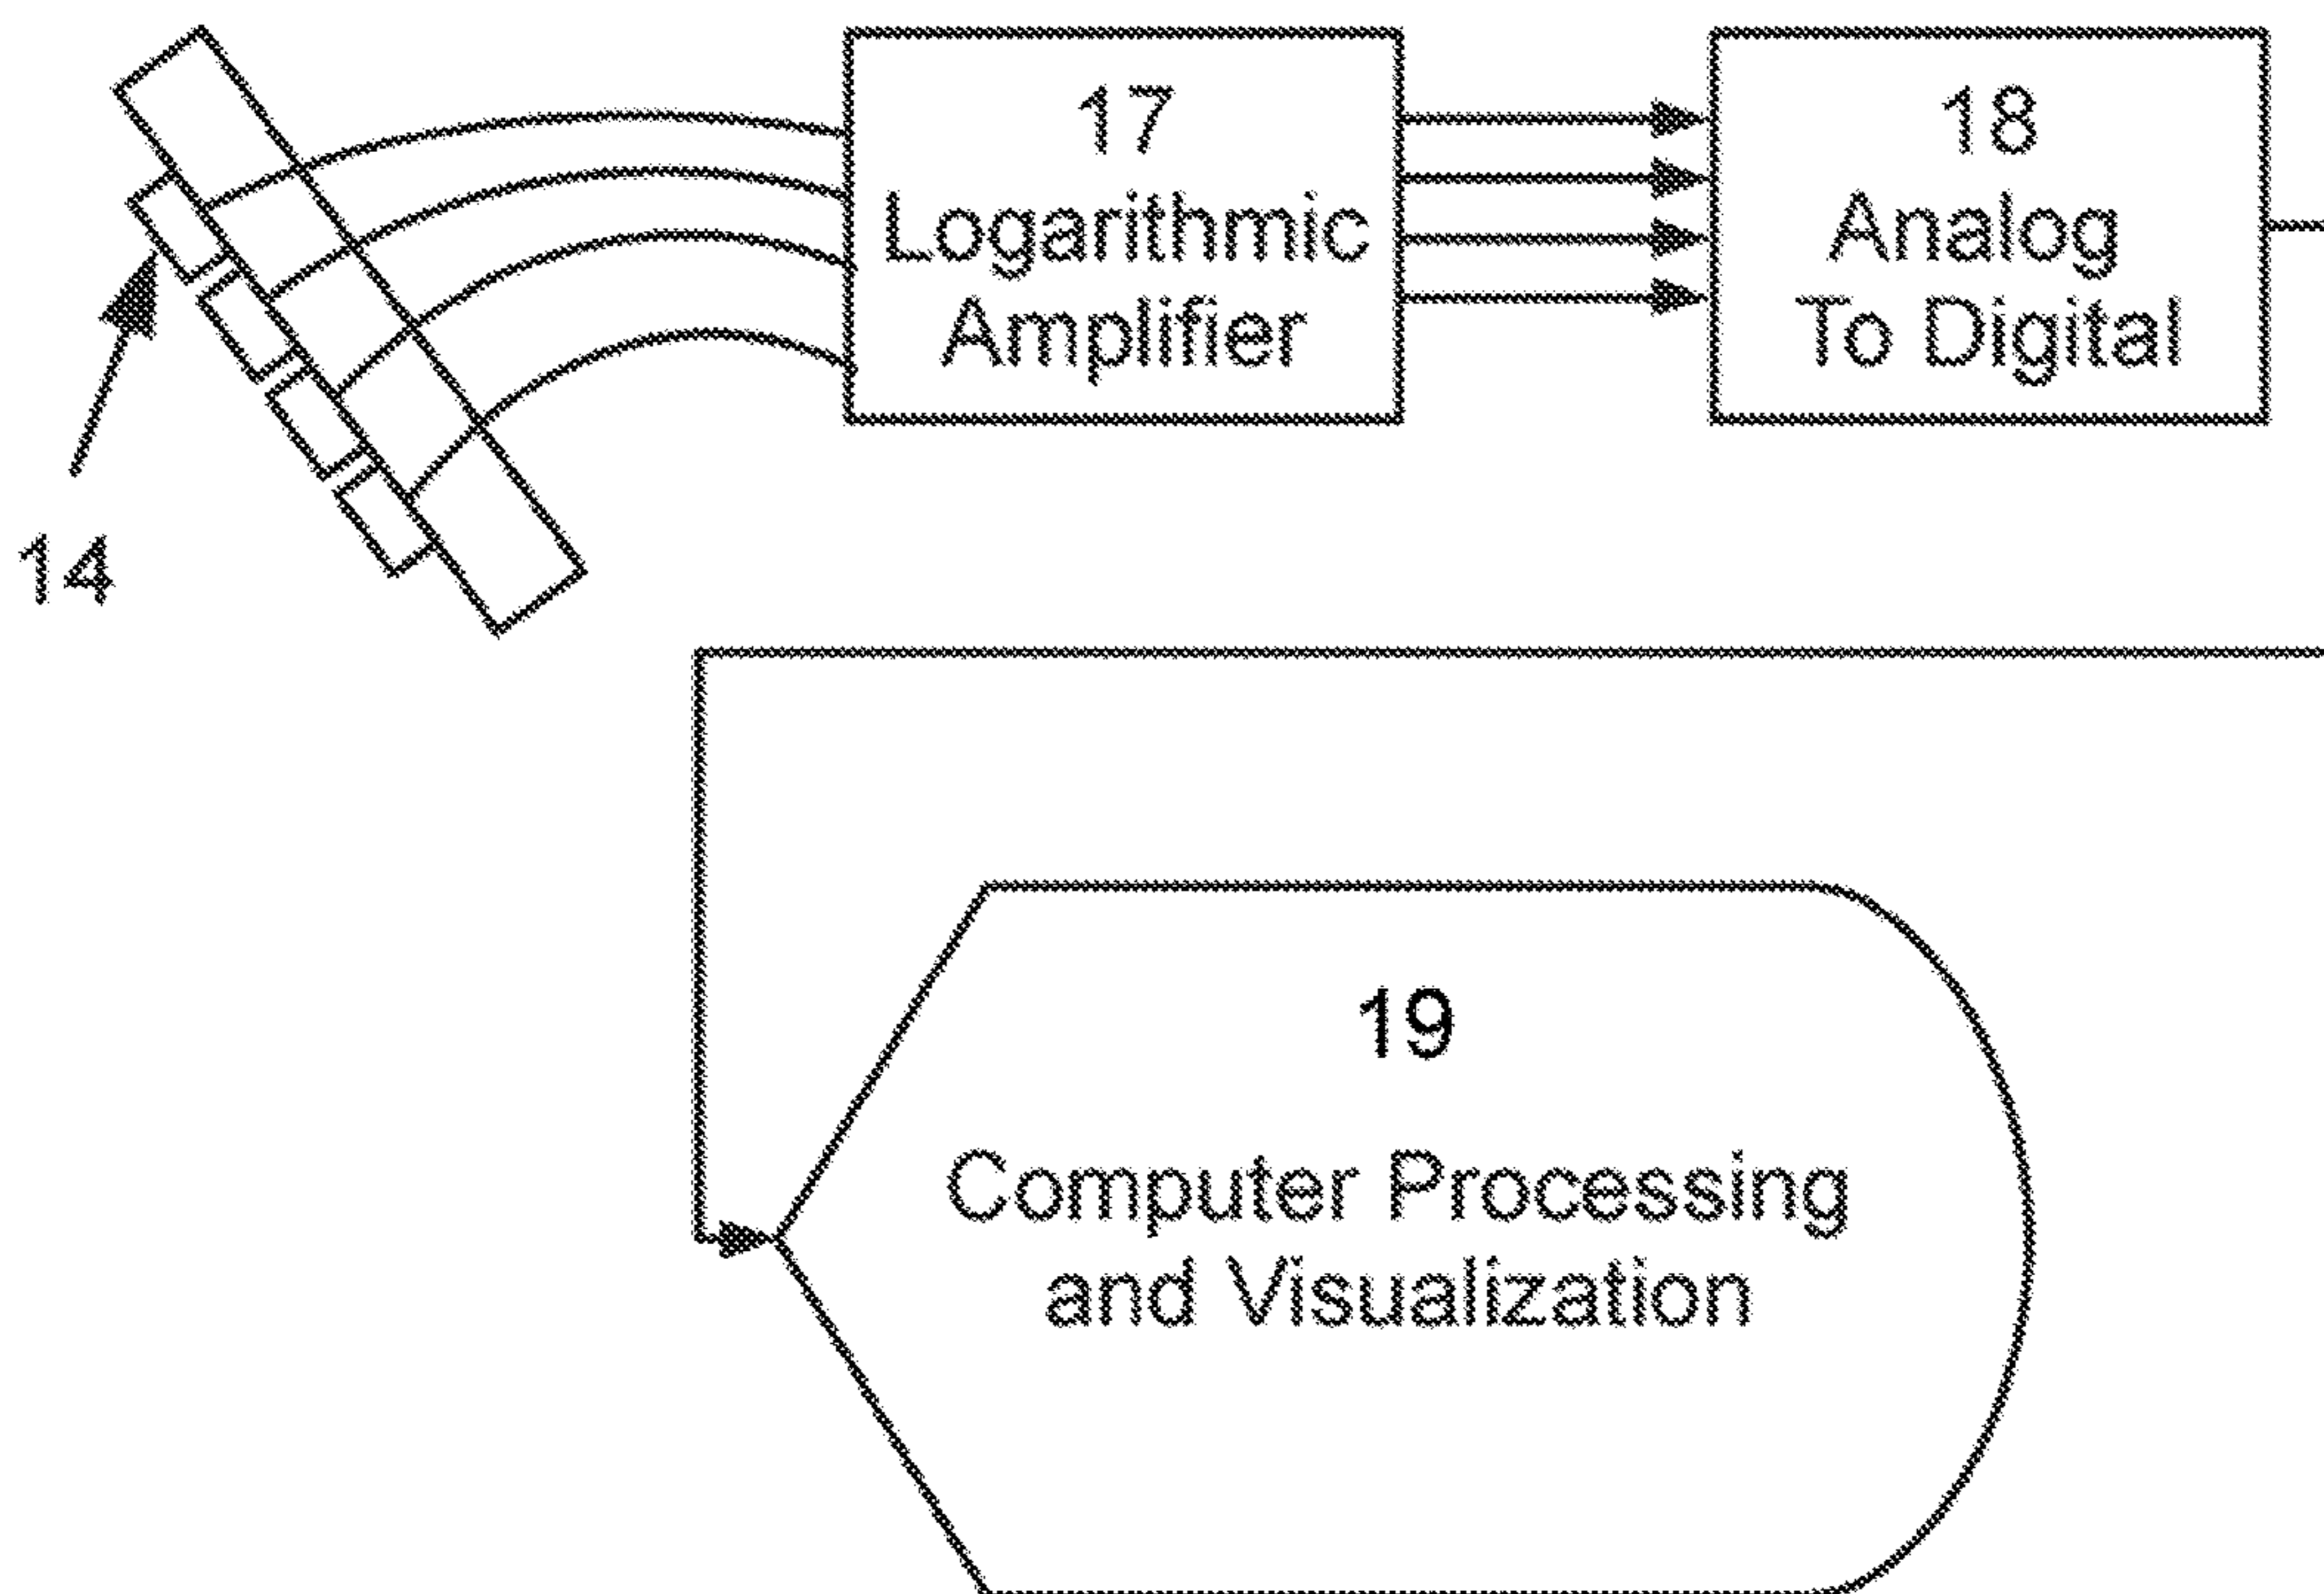 17
Logarithmic
Amplifier
18
Analog
To Digital
14
19
Computer Processing
and Visualization